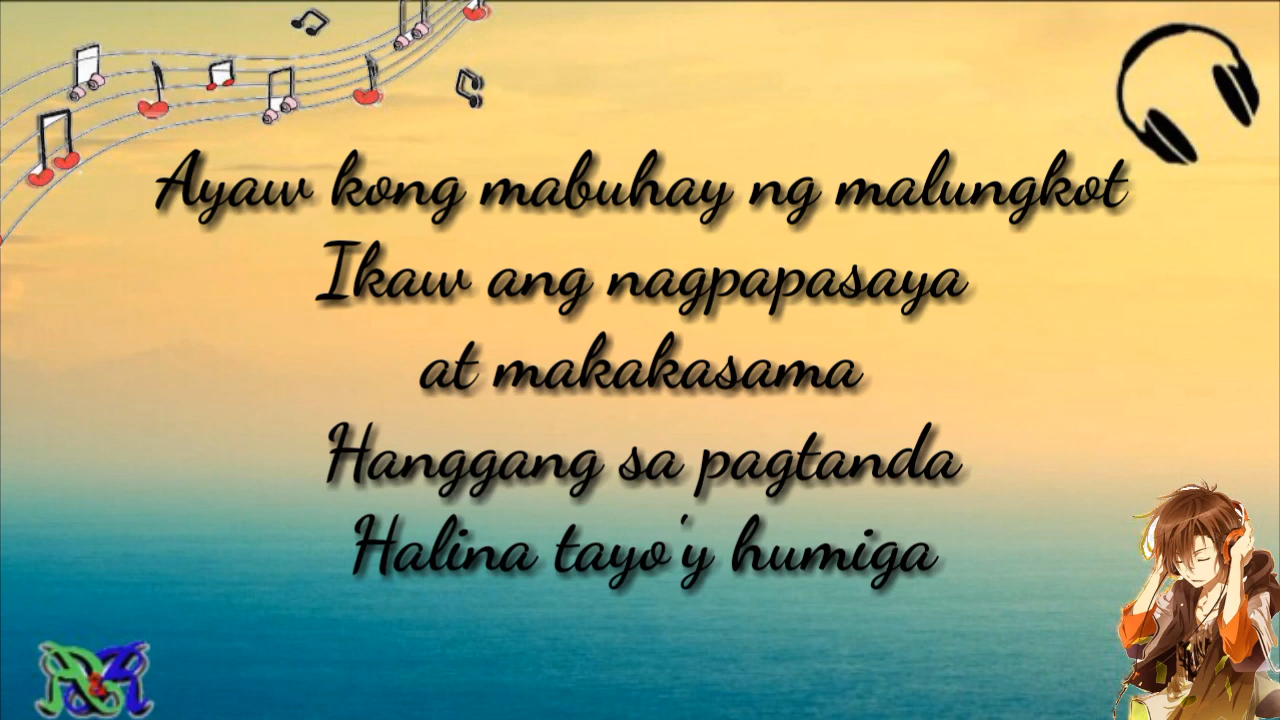 Ayaw kong mabuhay ng malungkot
Ikaw ang nagpapasaya
at makakasama
Hanggang sa pagtanda
Halina tayo'y humiga